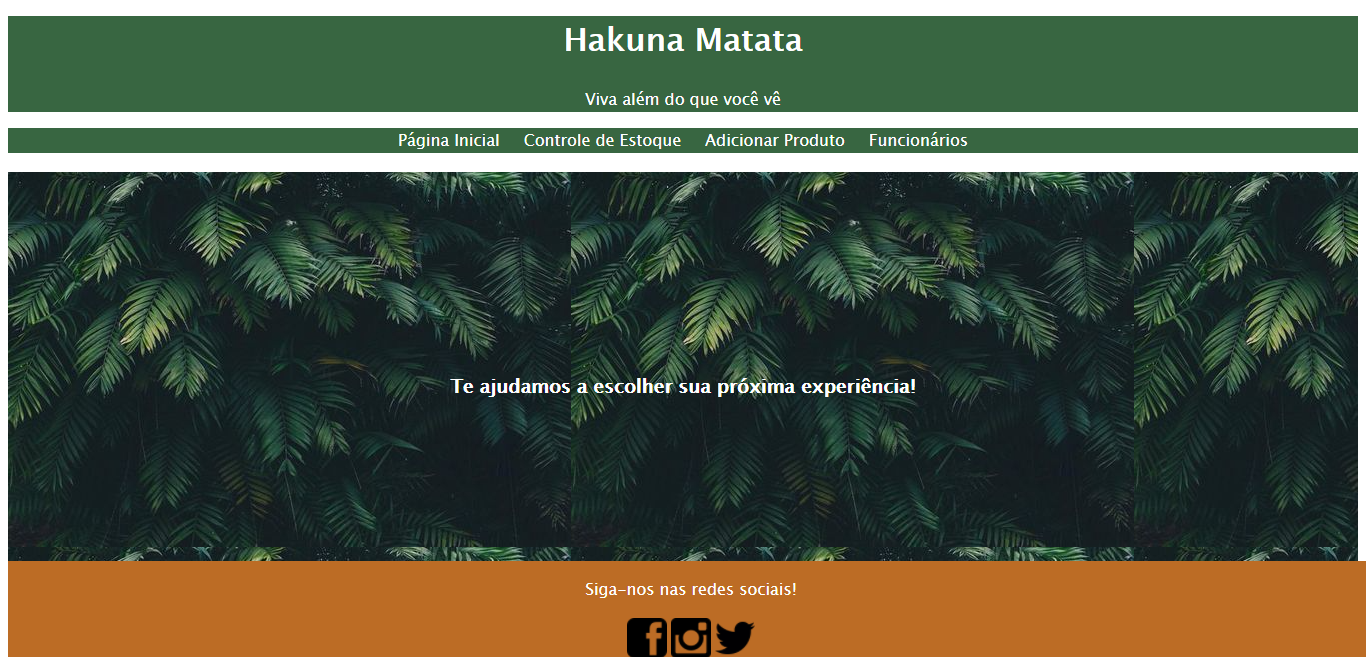 Hakuna Matata
Viva além do que você vê
Página Inicial Controle de Estoque Adicionar Produto Funcionários
Te ajudamos a escolher sua próxima experiência!
Siga-nos nas redes sociais!